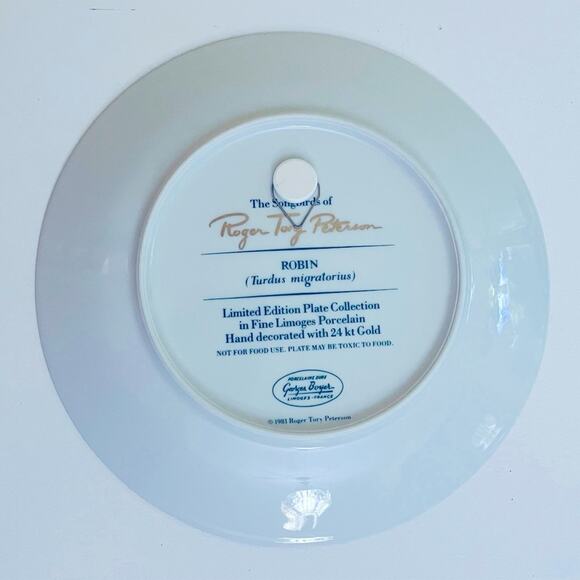 The Songbirds of
Roger Tory Peterson
ROBIN
(Turdus migratorius)
Limited Edition Plate Collection
in Fine Limoges Porcelain
Hand decorated with 24 kt Gold
NOT FOR FOOD USE. PLATE MAY BE TOXIC TO FOOD.
PORCELAINE DURE
Georges Boyer
LIMOGES - FRANCE
© 1981 Roger Tory Peterson